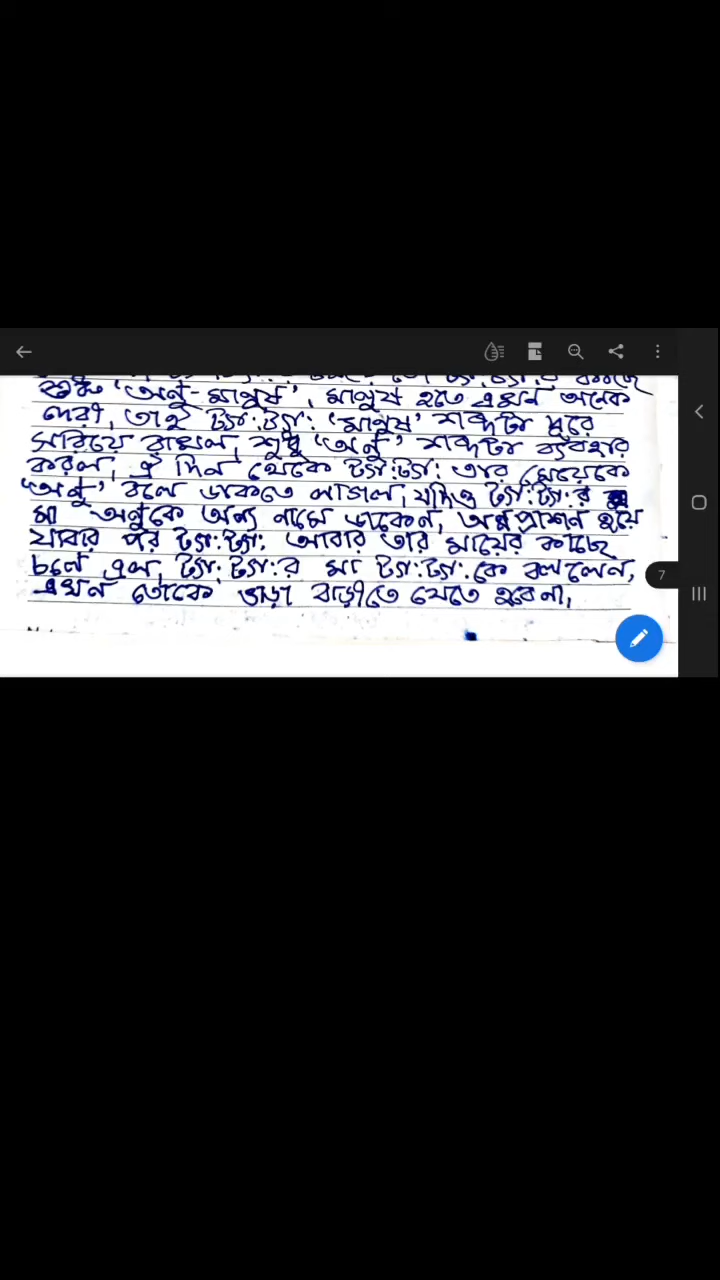 'অনু-মানুষ', মানুষ হতে এখন অনেক
দেরী, তাই ট্যা:ট্যা: 'মানুষ' শব্দটা দূরে
সরিয়ে রাখল, শুধু 'অনু' শব্দটা ব্যবহার
করল, ঐ দিন থেকে ট্যা:ট্যা: তার মেয়েকে
'অনু' বলে ডাকতে লাগল, যদিও ট্যা:ট্যা:র
মা অনুকে অন্য নামে ডাকেন, অন্নপ্রাশন হয়ে
যাবার পর ট্যা:ট্যা: আবার তার মায়ের কাছে
চলে এল, ট্যা:ট্যা:র মা ট্যা:ট্যা:কে বললেন,
এখন তোকে ভাড়া বাড়ীতে যেতে হবেনা,
7